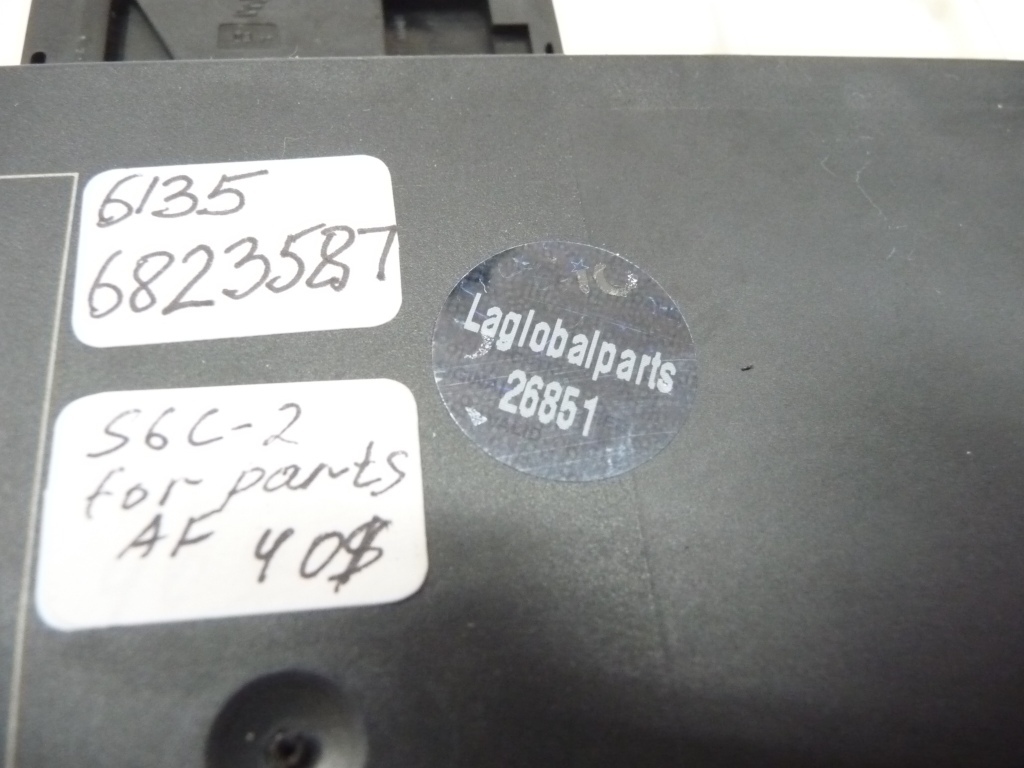 6135
6823587
S6C-2
for parts
AF 40$
Laglobalparts
26851